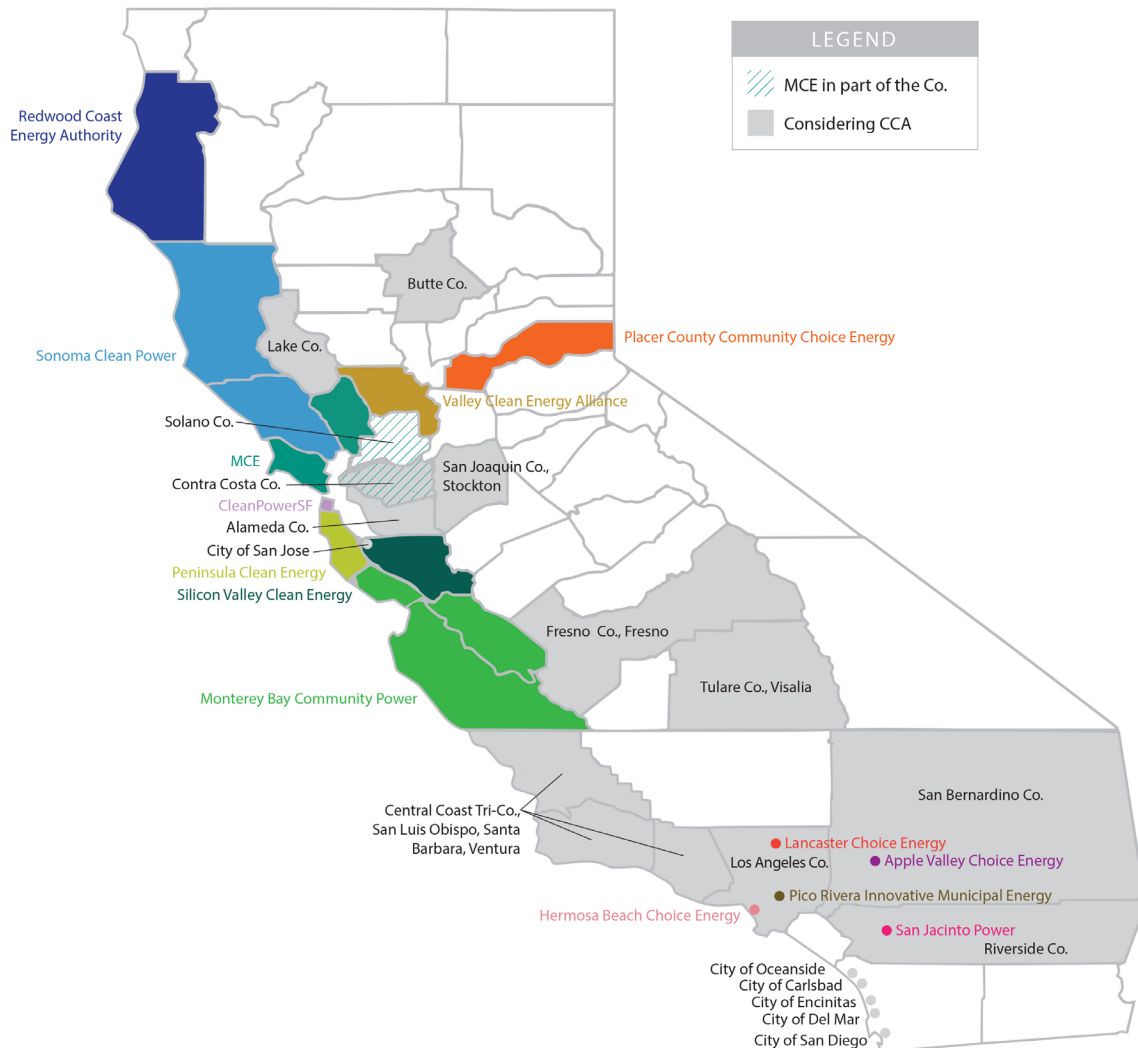 LEGEND
MCE in part of the Co.
Considering CCA
Redwood Coast
Energy Authority
Butte Co.
Placer County Community Choice Energy
Lake Co.
Sonoma Clean Power
Valley Clean Energy Alliance
Solano Co.
MCE
San Joaquin Co.,
Stockton
Contra Costa Co.
CleanPowerSF
Alameda Co.
City of San Jose
Peninsula Clean Energy
Silicon Valley Clean Energy
Fresno Co., Fresno
Tulare Co., Visalia
Monterey Bay Community Power
San Bernardino Co.
Central Coast Tri-Co.,
San Luis Obispo, Santa
Barbara, Ventura
Lancaster Choice Energy
Los Angeles Co.
Apple Valley Choice Energy
Pico Rivera Innovative Municipal Energy
Hermosa Beach Choice Energy
San Jacinto Power
Riverside Co.
City of Oceanside
City of Carlsbad
City of Encinitas
City of Del Mar
City of San Diego